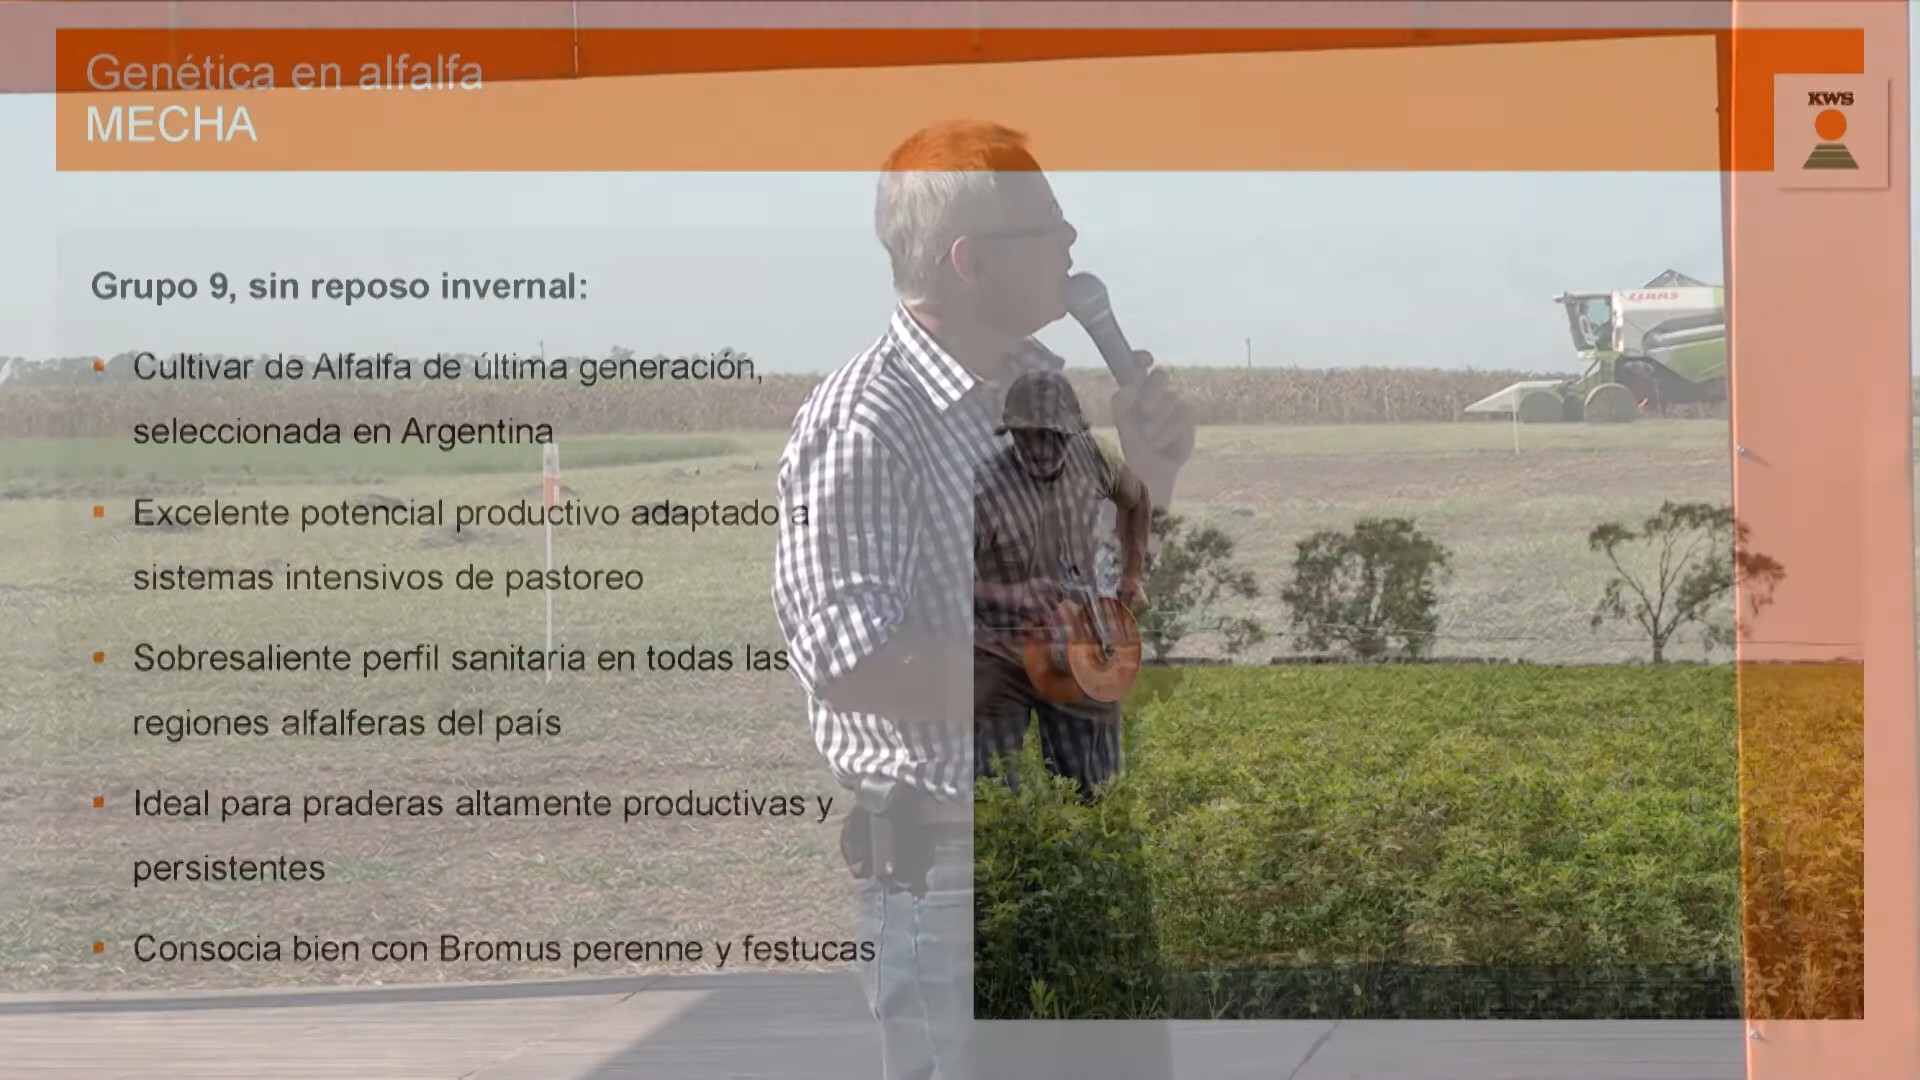 Genética en alfalfa
MECHA
KWS
Grupo 9, sin reposo invernal:
CLAAS
Cultivar de Alfalfa de última generación,
seleccionada en Argentina
Excelente potencial productivo adaptado a
sistemas intensivos de pastoreo
Sobresaliente perfil sanitaria en todas las
regiones alfalferas del país
Ideal para praderas altamente productivas y
persistentes
Consocia bien con Bromus perenne y festucas